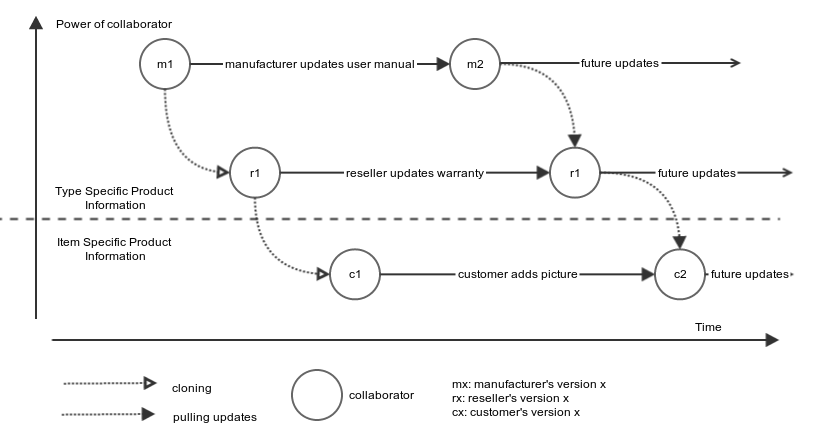 Power of collaborator
m1
manufacturer updates user manual
m2
future updates
r1
reseller updates warranty
r1
future updates
Type Specific Product
Information
Item Specific Product
Information
c1
customer adds picture
c2
future updates
Time
cloning
pulling updates
collaborator
mx: manufacturer's version x
rx: reseller's version x
cx: customer's version x